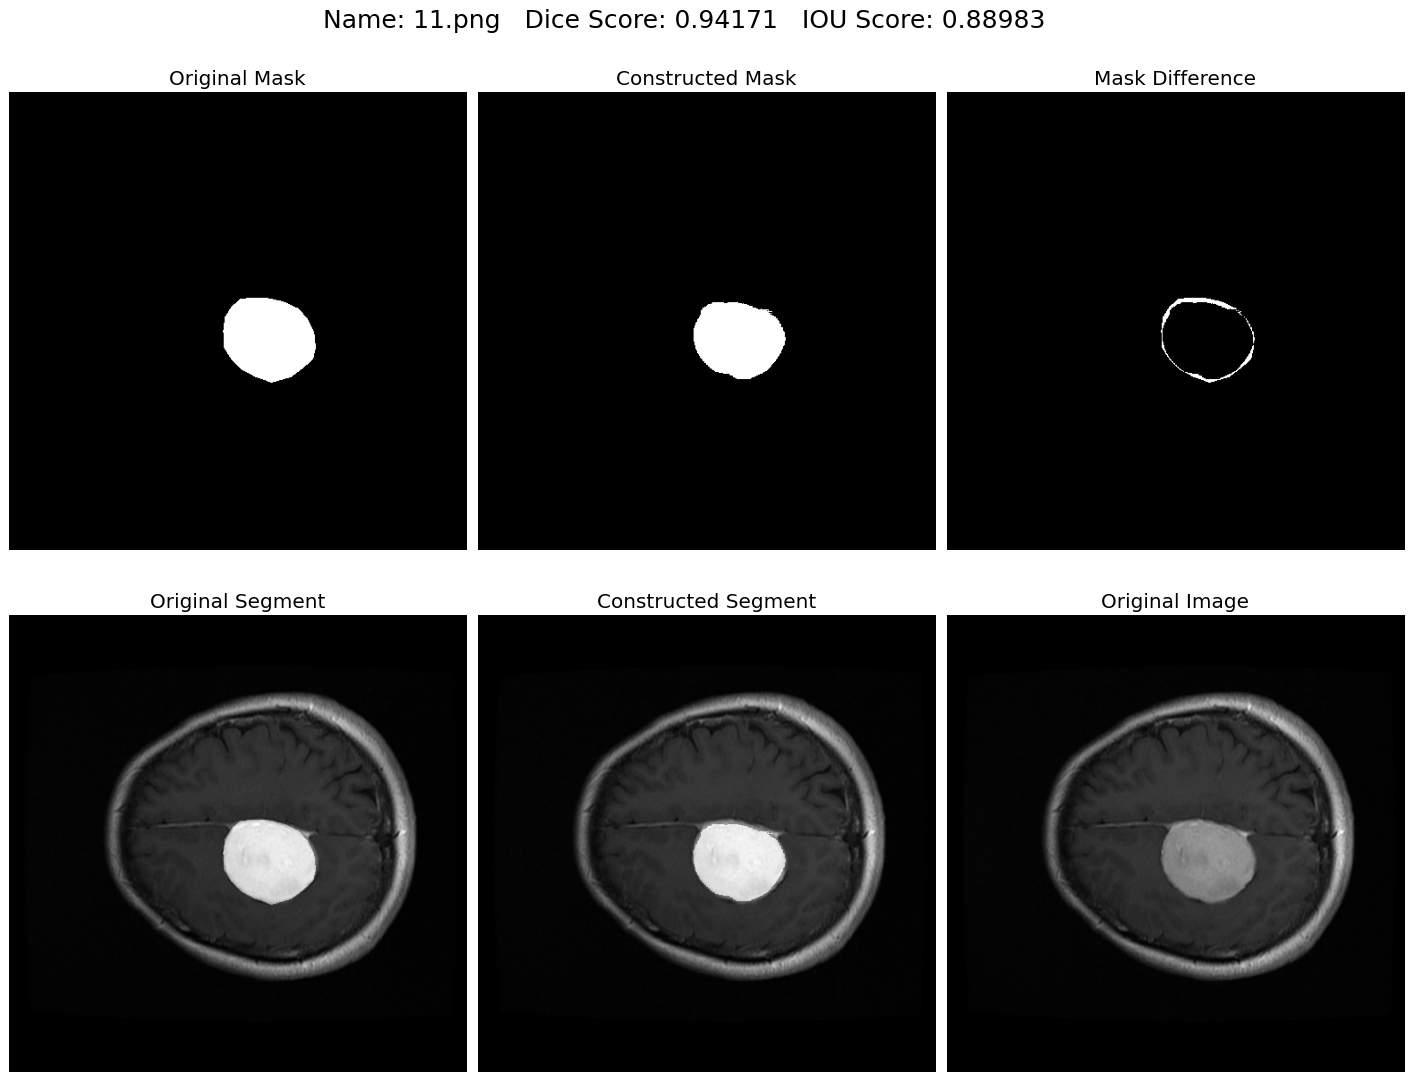 Name: 11.png   Dice Score: 0.94171   IOU Score: 0.88983
Original Mask
Constructed Mask
Mask Difference
Original Segment
Constructed Segment
Original Image